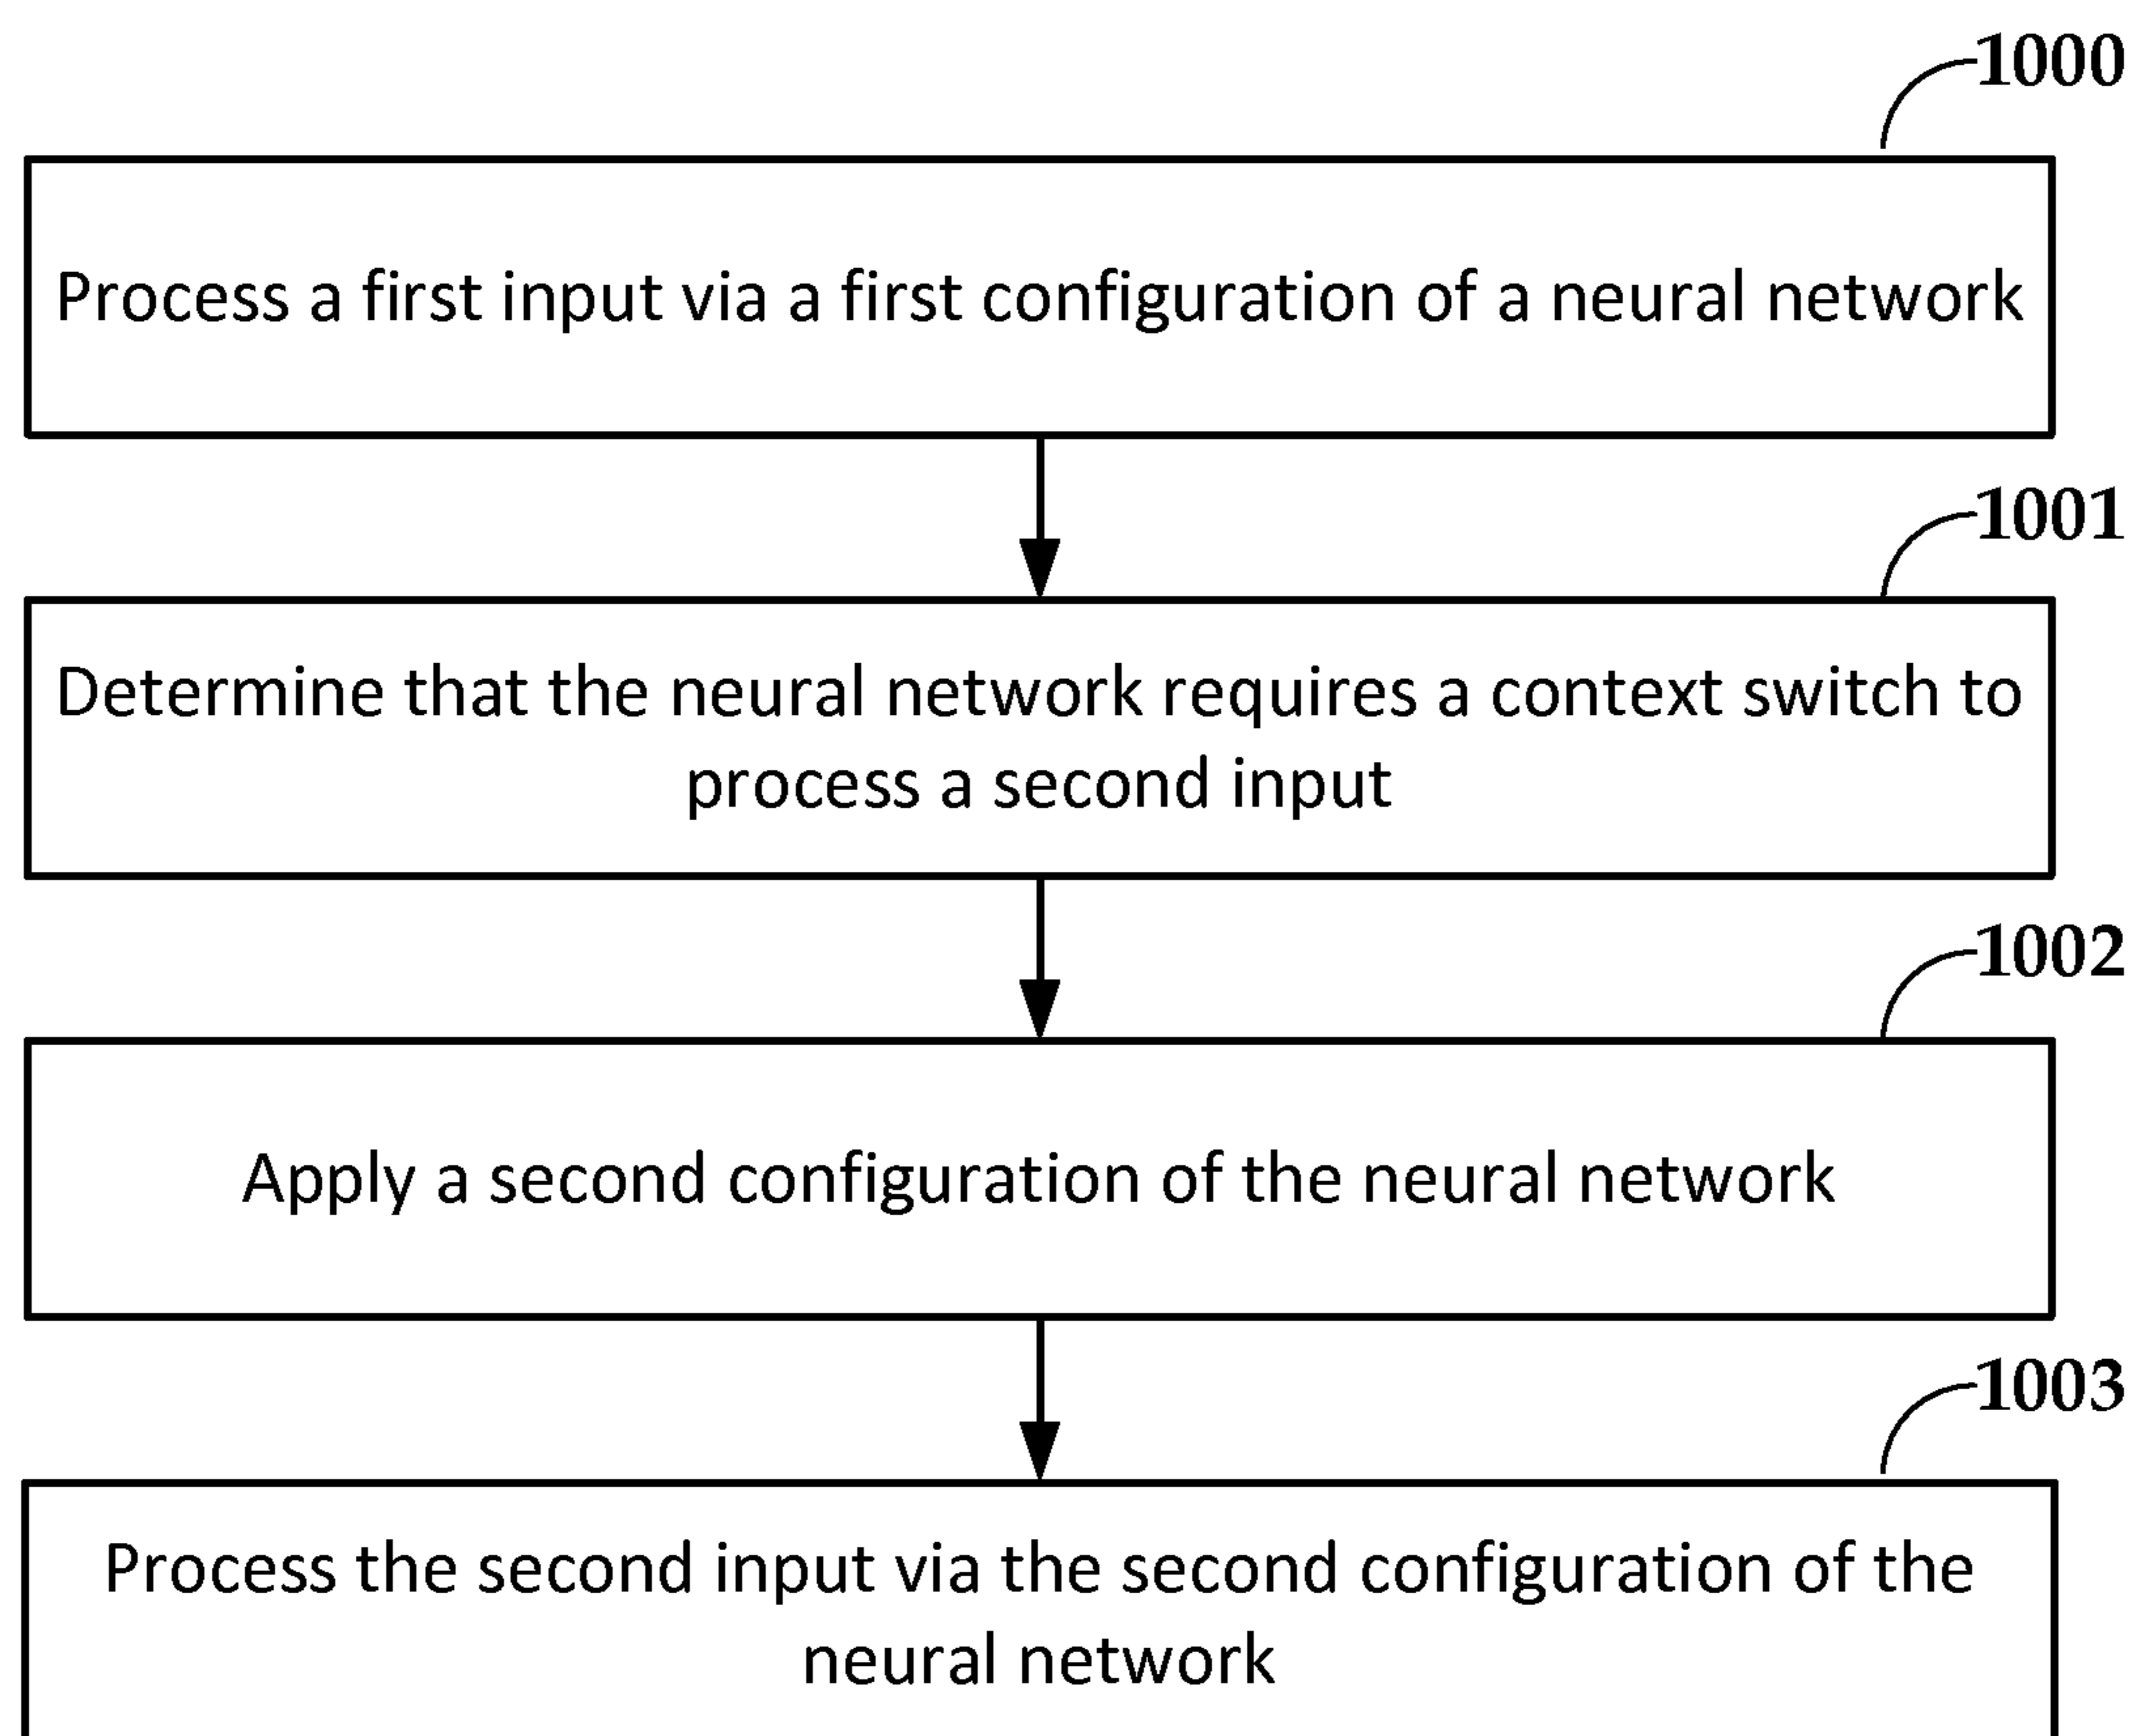 1000
Process a first input via a first configuration of a neural network
1001
Determine that the neural network requires a context switch to
process a second input
1002
Apply a second configuration of the neural network
1003
Process the second input via the second configuration of the
neural network